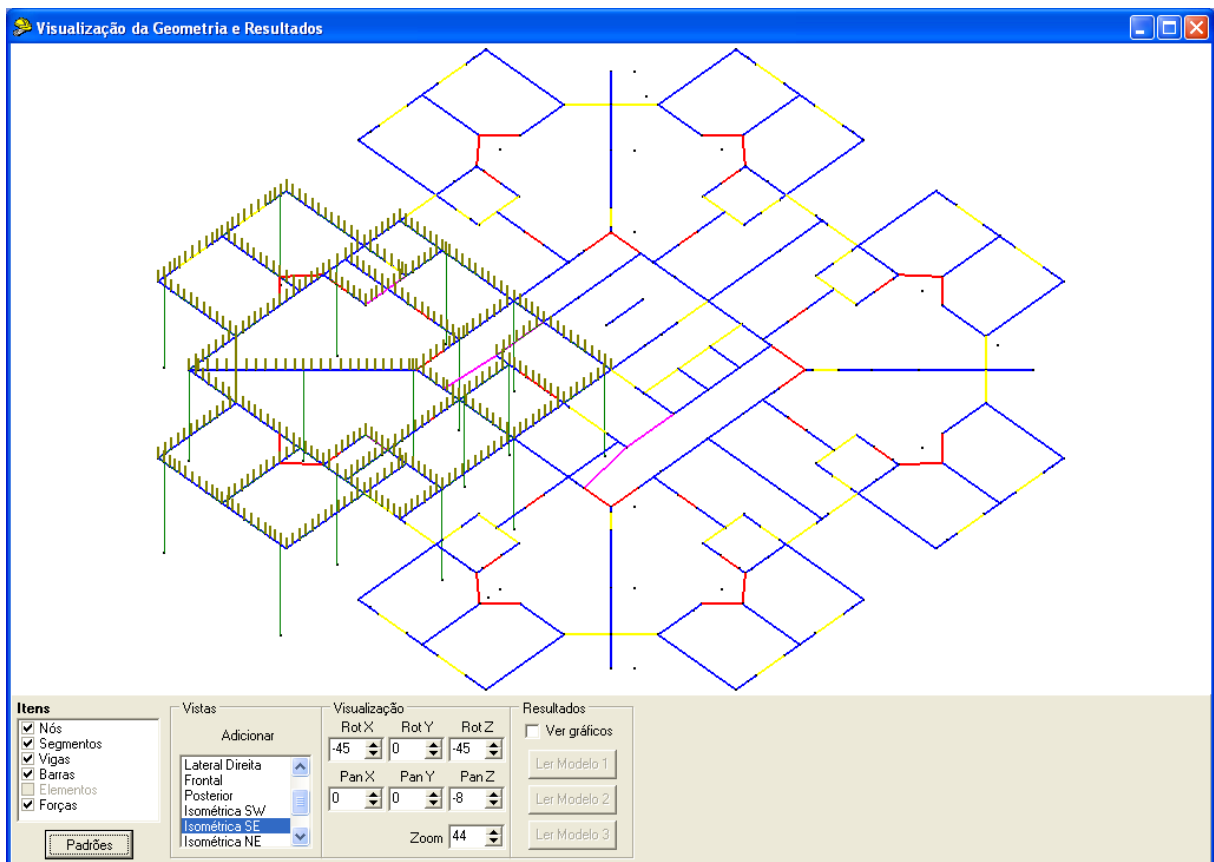 Visualização da Geometria e Resultados
Itens
Nós
Segmentos
Vigas
Barras
Elementos
Forças
Padrões
Vistas
Adicionar
Lateral Direita
Frontal
Posterior
Isométrica SW
Isométrica SE
Isométrica NE
Visualização
Rot X Rot Y Rot Z
-45 0 -45
Pan X Pan Y Pan Z
0 0 -8
Zoom 44
Resultados
Ver gráficos
Ler Modelo 1
Ler Modelo 2
Ler Modelo 3